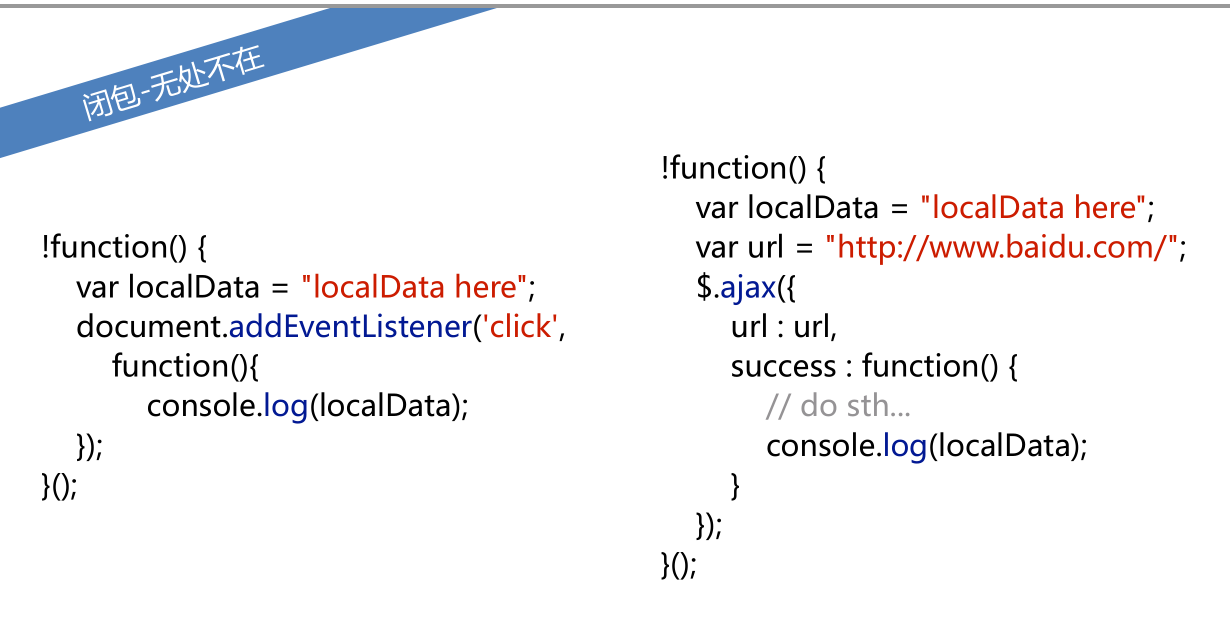 闭包-无处不在
!function() {
var localData = "localData here";
document.addEventListener('click',
function(){
console.log(localData);
});
}();
!function() {
var localData = "localData here";
var url = "http://www.baidu.com/";
$.ajax({
url : url,
success : function() {
// do sth...
console.log(localData);
}
});
}();